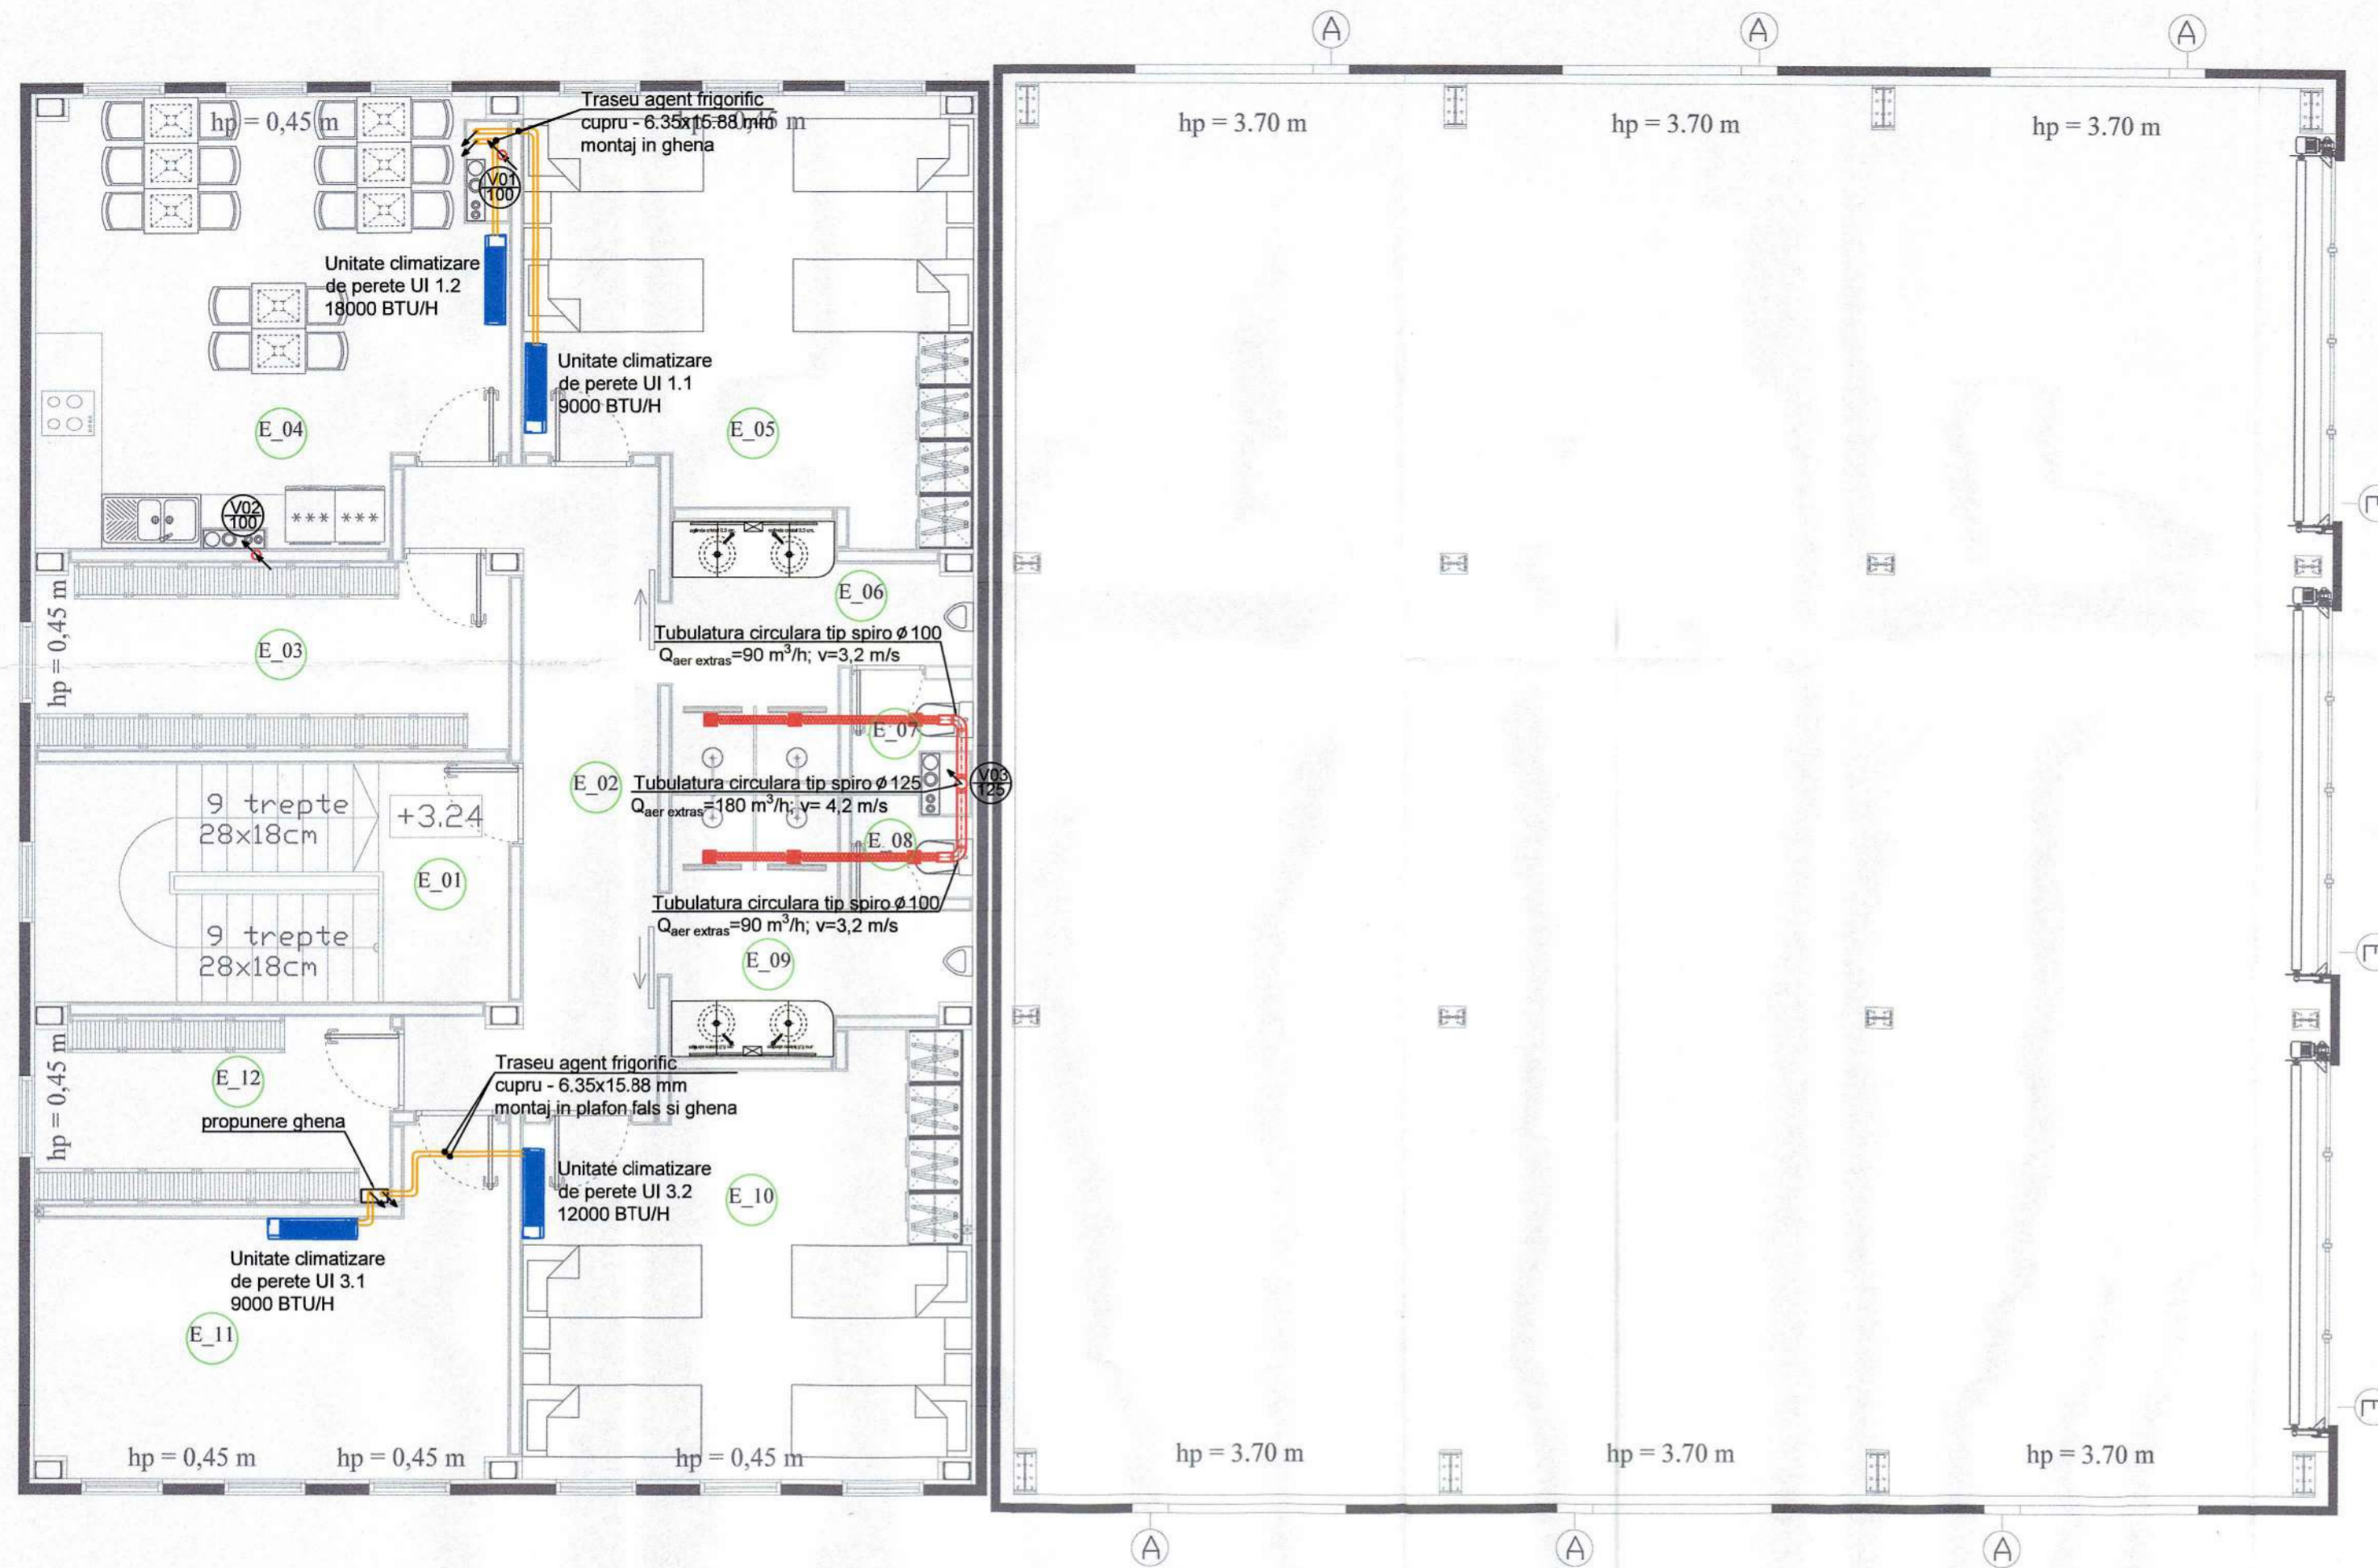 A
A
A
hp = 0,45 m
Traseu agent frigorific
cupru - 6.35x15.88 mm
montaj in ghena
hp = 0,45 m
hp = 3.70 m
hp = 3.70 m
hp = 3.70 m
V01
100
Unitate climatizare
de perete UI 1.2
18000 BTU/H
Unitate climatizare
de perete UI 1.1
9000 BTU/H
E_04
E_05
V02
100
*** ***
E_06
hp = 0,45 m
E_03
Tubulatura circulara tip spiro ø100
Qaer extras=90 m³/h; v=3,2 m/s
E_07
E_02
Tubulatura circulara tip spiro ø125
Qaer extras=180 m³/h; v= 4,2 m/s
V03
125
9 trepte
28x18cm
+3.24
E_08
E_01
Tubulatura circulara tip spiro ø100
Qaer extras=90 m³/h; v=3,2 m/s
9 trepte
28x18cm
E_09
hp = 0,45 m
E_12
Traseu agent frigorific
cupru - 6.35x15.88 mm
montaj in plafon fals si ghena
propunere ghena
Unitate climatizare
de perete UI 3.2
12000 BTU/H
E_10
Unitate climatizare
de perete UI 3.1
9000 BTU/H
E_11
hp = 0,45 m
hp = 0,45 m
hp = 0,45 m
hp = 3.70 m
hp = 3.70 m
hp = 3.70 m
A
A
A